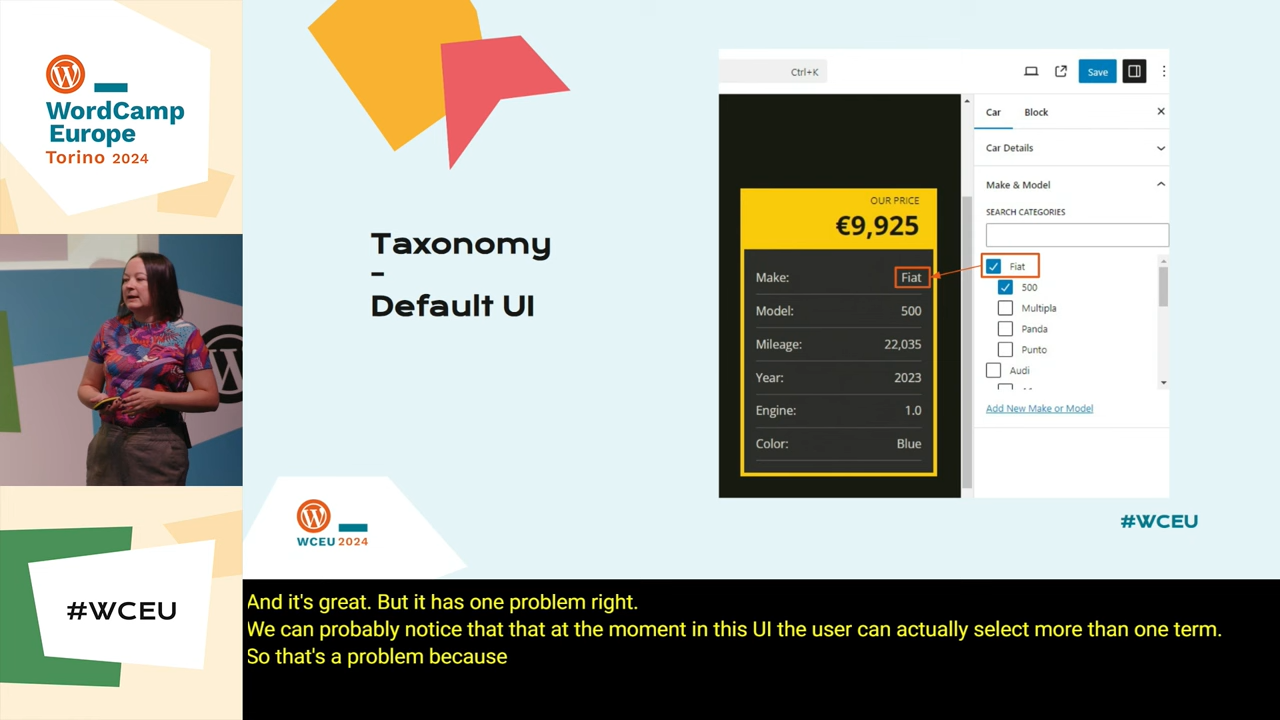 WordCamp
Europe
Torino 2024
#WCEU
Taxonomy
–
Default UI
WCEU 2024
Ctrl+K
Save
Car
Block
Car Details
Make & Model
SEARCH CATEGORIES
Fiat
500
Multipla
Panda
Punto
Audi
Add New Make or Model
OUR PRICE
€9,925
Make: Fiat
Model: 500
Mileage: 22,035
Year: 2023
Engine: 1.0
Color: Blue
#WCEU
And it's great. But it has one problem right.
We can probably notice that that at the moment in this UI the user can actually select more than one term.
So that's a problem because